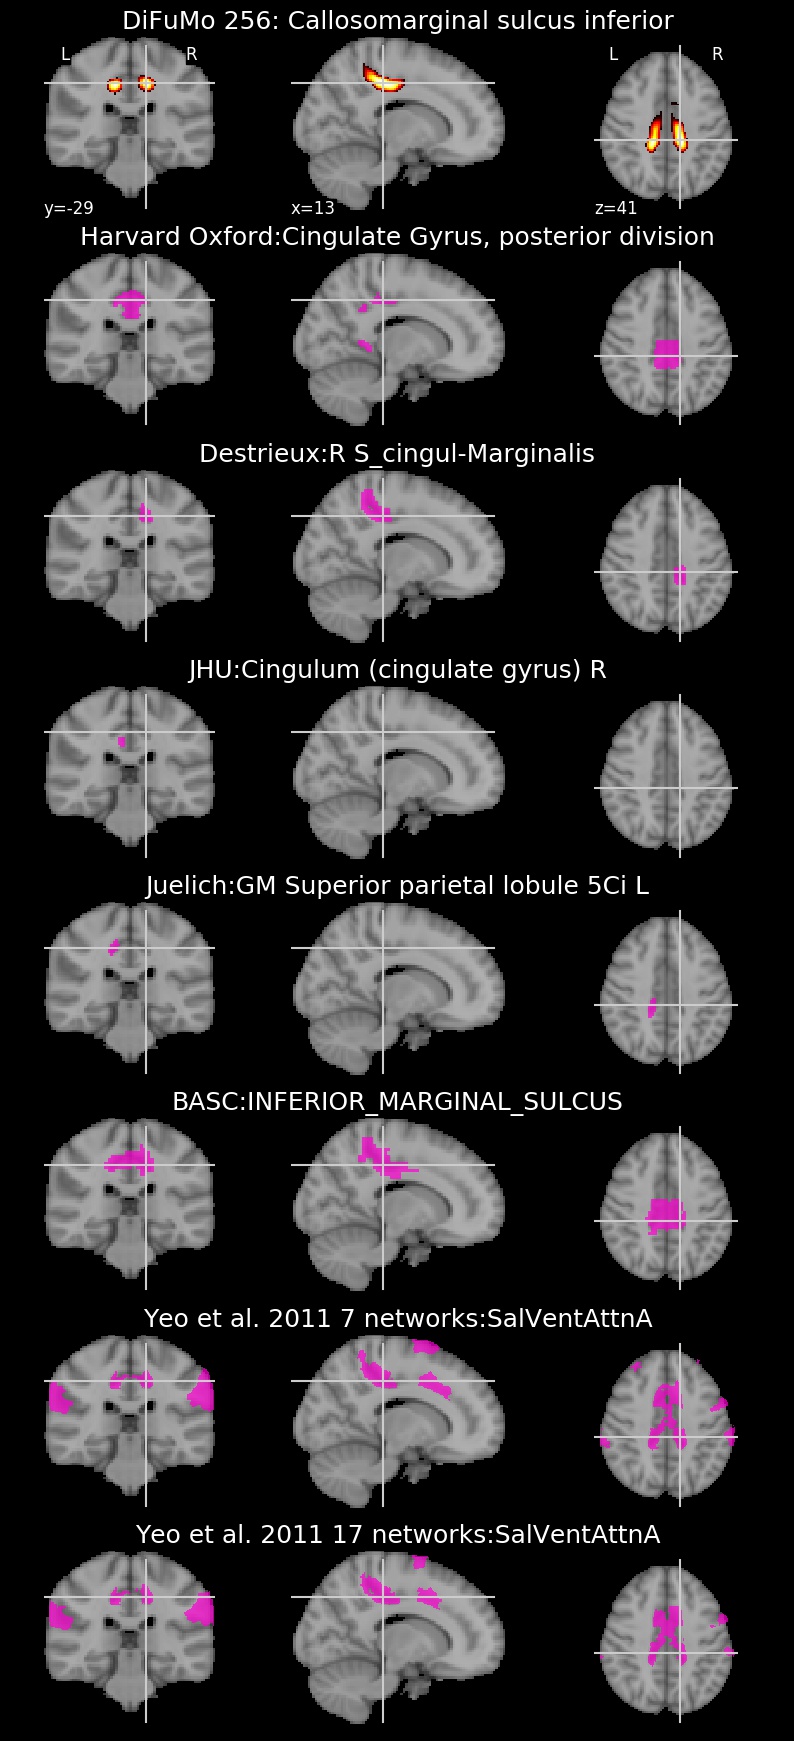 DiFuMo 256: Callosomarginal sulcus inferior
L R L R
y=-29 x=13 z=41
Harvard Oxford:Cingulate Gyrus, posterior division
Destrieux:R S_cingul-Marginalis
JHU:Cingulum (cingulate gyrus) R
Juelich:GM Superior parietal lobule 5Ci L
BASC:INFERIOR_MARGINAL_SULCUS
Yeo et al. 2011 7 networks:SalVentAttnA
Yeo et al. 2011 17 networks:SalVentAttnA